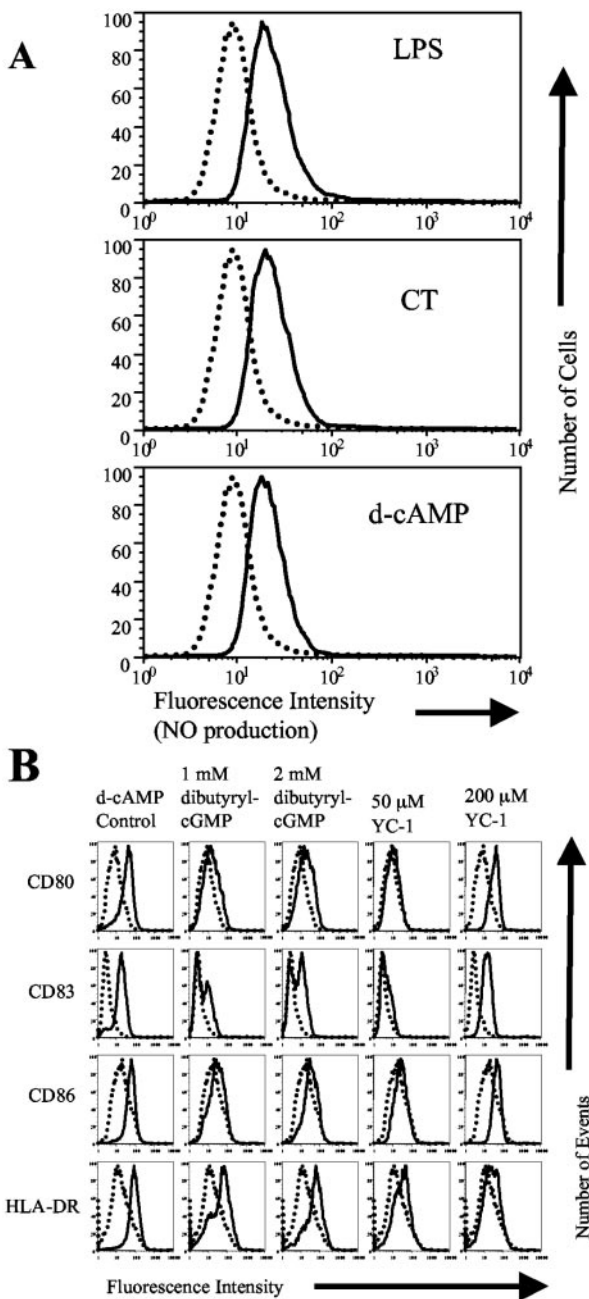 A
LPS
100
80
60
40
20
0
10^0 10^1 10^2 10^3 10^4
CT
100
80
60
40
20
0
10^0 10^1 10^2 10^3 10^4
d-cAMP
100
80
60
40
20
0
10^0 10^1 10^2 10^3 10^4
Number of Cells
Fluorescence Intensity
(NO production)
B
d-cAMP
Control
1 mM
dibutyryl-
cGMP
2 mM
dibutyryl-
cGMP
50 µM
YC-1
200 µM
YC-1
CD80
CD83
CD86
HLA-DR
Number of Events
Fluorescence Intensity